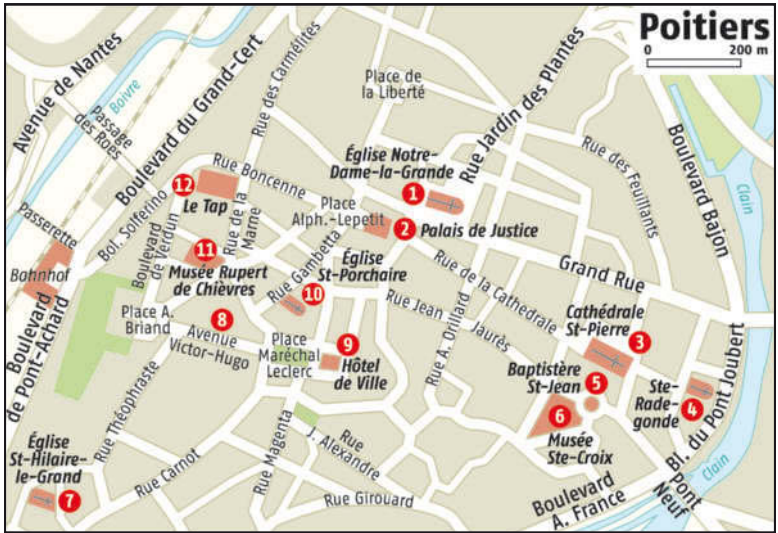 Poitiers
0 200 m
Avenue de Nantes
Boivre
Passage
des Roes
Boulevard du Grand-Cerf
Rue des Carmélites
Place de
la Liberté
Rue Jardin des Plantes
Boulevard Bajon
Clain
Rue des Feuillants
Église Notre-
Dame-la-Grande
1
12
Le Tap
Rue Boncenne
Place
Alph.-Lepetit
2
Palais de Justice
Passerette
Bol. Solferino
Boulevard
de Verdun
Rue de la
Marne
11
Musée Rupert
de Chièvres
Rue Gambetta
Église
St-Porchaire
10
Rue de la Cathedrale
Grand Rue
Bahnhof
Boulevard
de Pont-Achard
Place A.
Briand
8
Avenue
Victor-Hugo
Place
Maréchal
Leclerc
9
Hôtel
de Ville
Rue Jean
Jaurès
Rue A. Orillard
Cathédrale
St-Pierre
3
Baptistère
St-Jean
5
Ste-
Rade-
gonde
4
6
Musée
Ste-Croix
Bl. du Pont Joubert
Rue Théophraste
Église
St-Hilaire-
le-Grand
7
Rue Carnot
Rue Magenta
Rue
J. Alexandre
Rue Girouard
Boulevard
A. France
Pont
Neuf
Clain